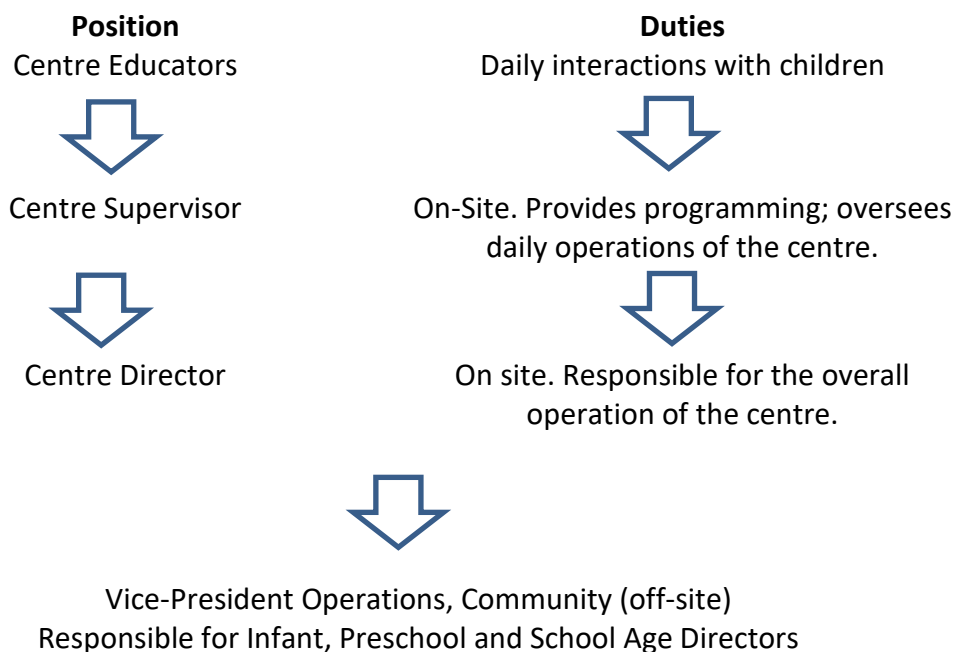 Position Duties
Centre Educators Daily interactions with children
Centre Supervisor On-Site. Provides programming; oversees
daily operations of the centre.
Centre Director On site. Responsible for the overall
operation of the centre.
Vice-President Operations, Community (off-site)
Responsible for Infant, Preschool and School Age Directors